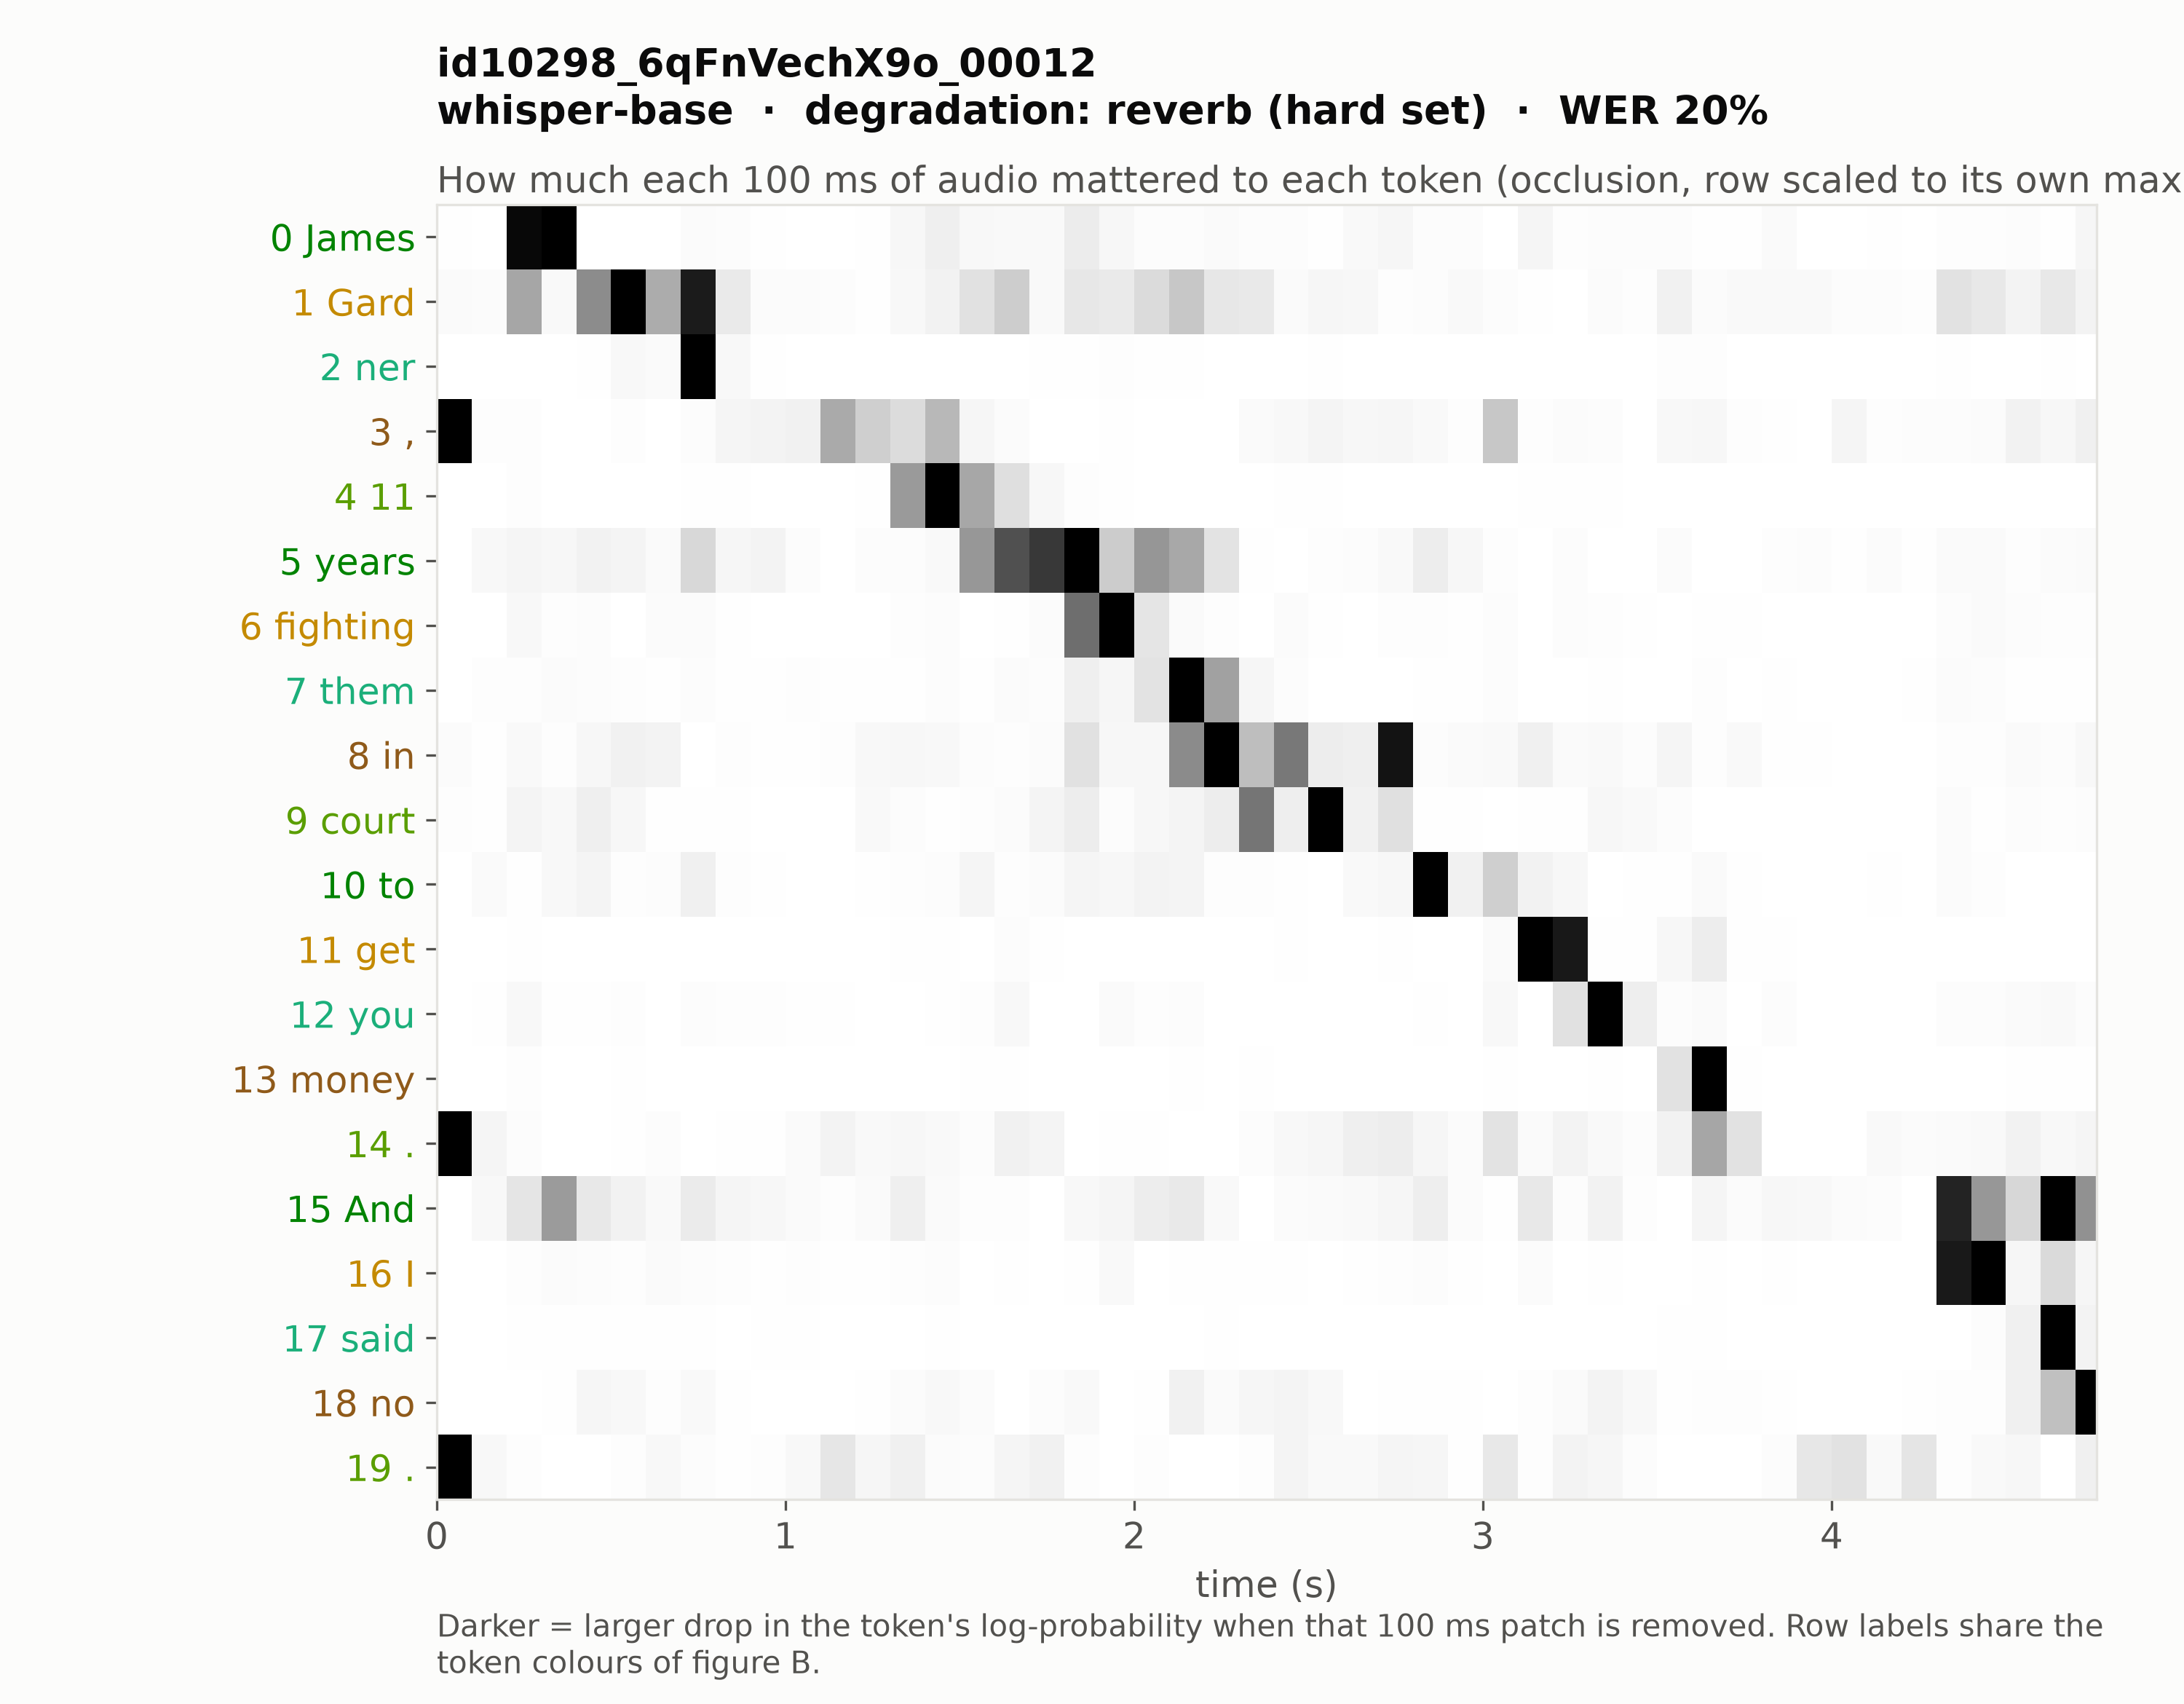 id10298_6qFnVechX9o_00012
whisper-base · degradation: reverb (hard set) · WER 20%
How much each 100 ms of audio mattered to each token (occlusion, row scaled to its own max
0 James
1 Gard
2 ner
3 ,
4 11
5 years
6 fighting
7 them
8 in
9 court
10 to
11 get
12 you
13 money
14 .
15 And
16 I
17 said
18 no
19 .
0 1 2 3 4
time (s)
Darker = larger drop in the token's log-probability when that 100 ms patch is removed. Row labels share the
token colours of figure B.